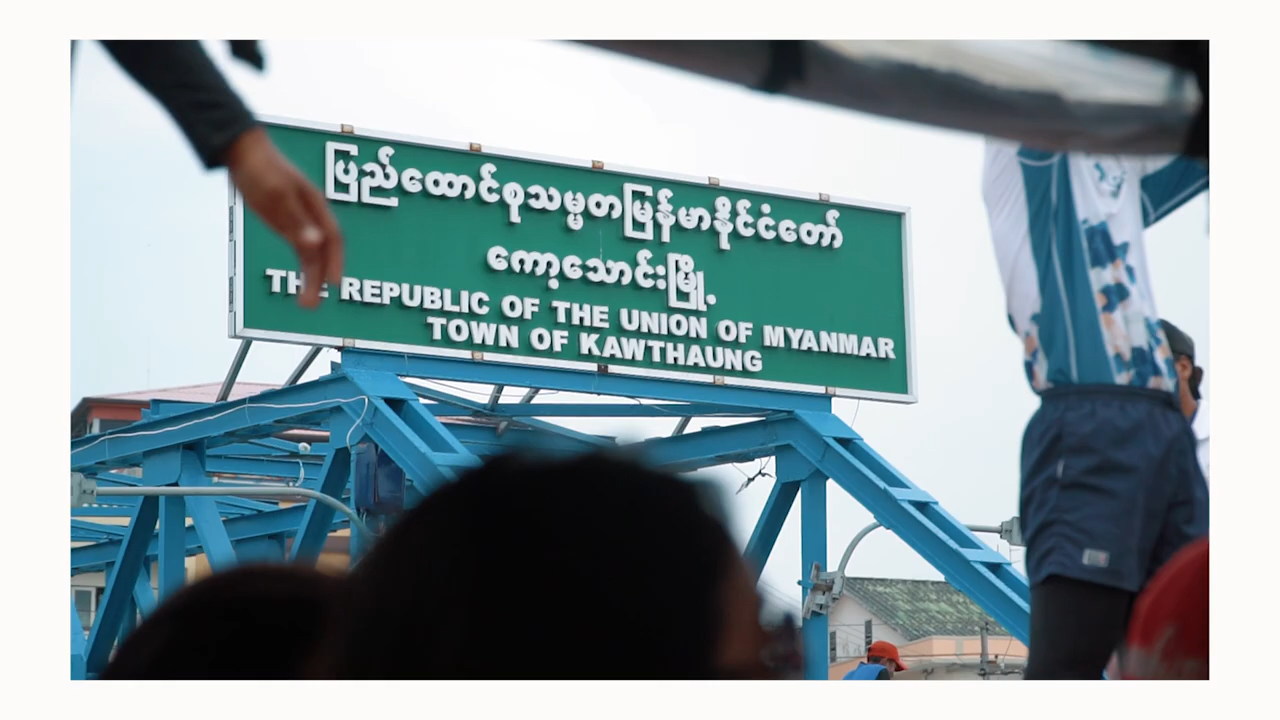 ပြည်ထောင်စုသမ္မတမြန်မာနိုင်ငံတော်
ကော့သောင်းမြို့
THE REPUBLIC OF THE UNION OF MYANMAR
TOWN OF KAWTHAUNG